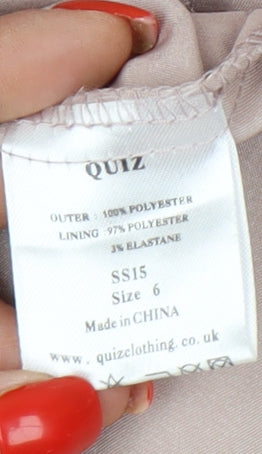 QUIZ
OUTER : 100% POLYESTER
LINING : 97% POLYESTER
3% ELASTANE
SS15
Size 6
Made in CHINA
www. quizclothing. co. uk